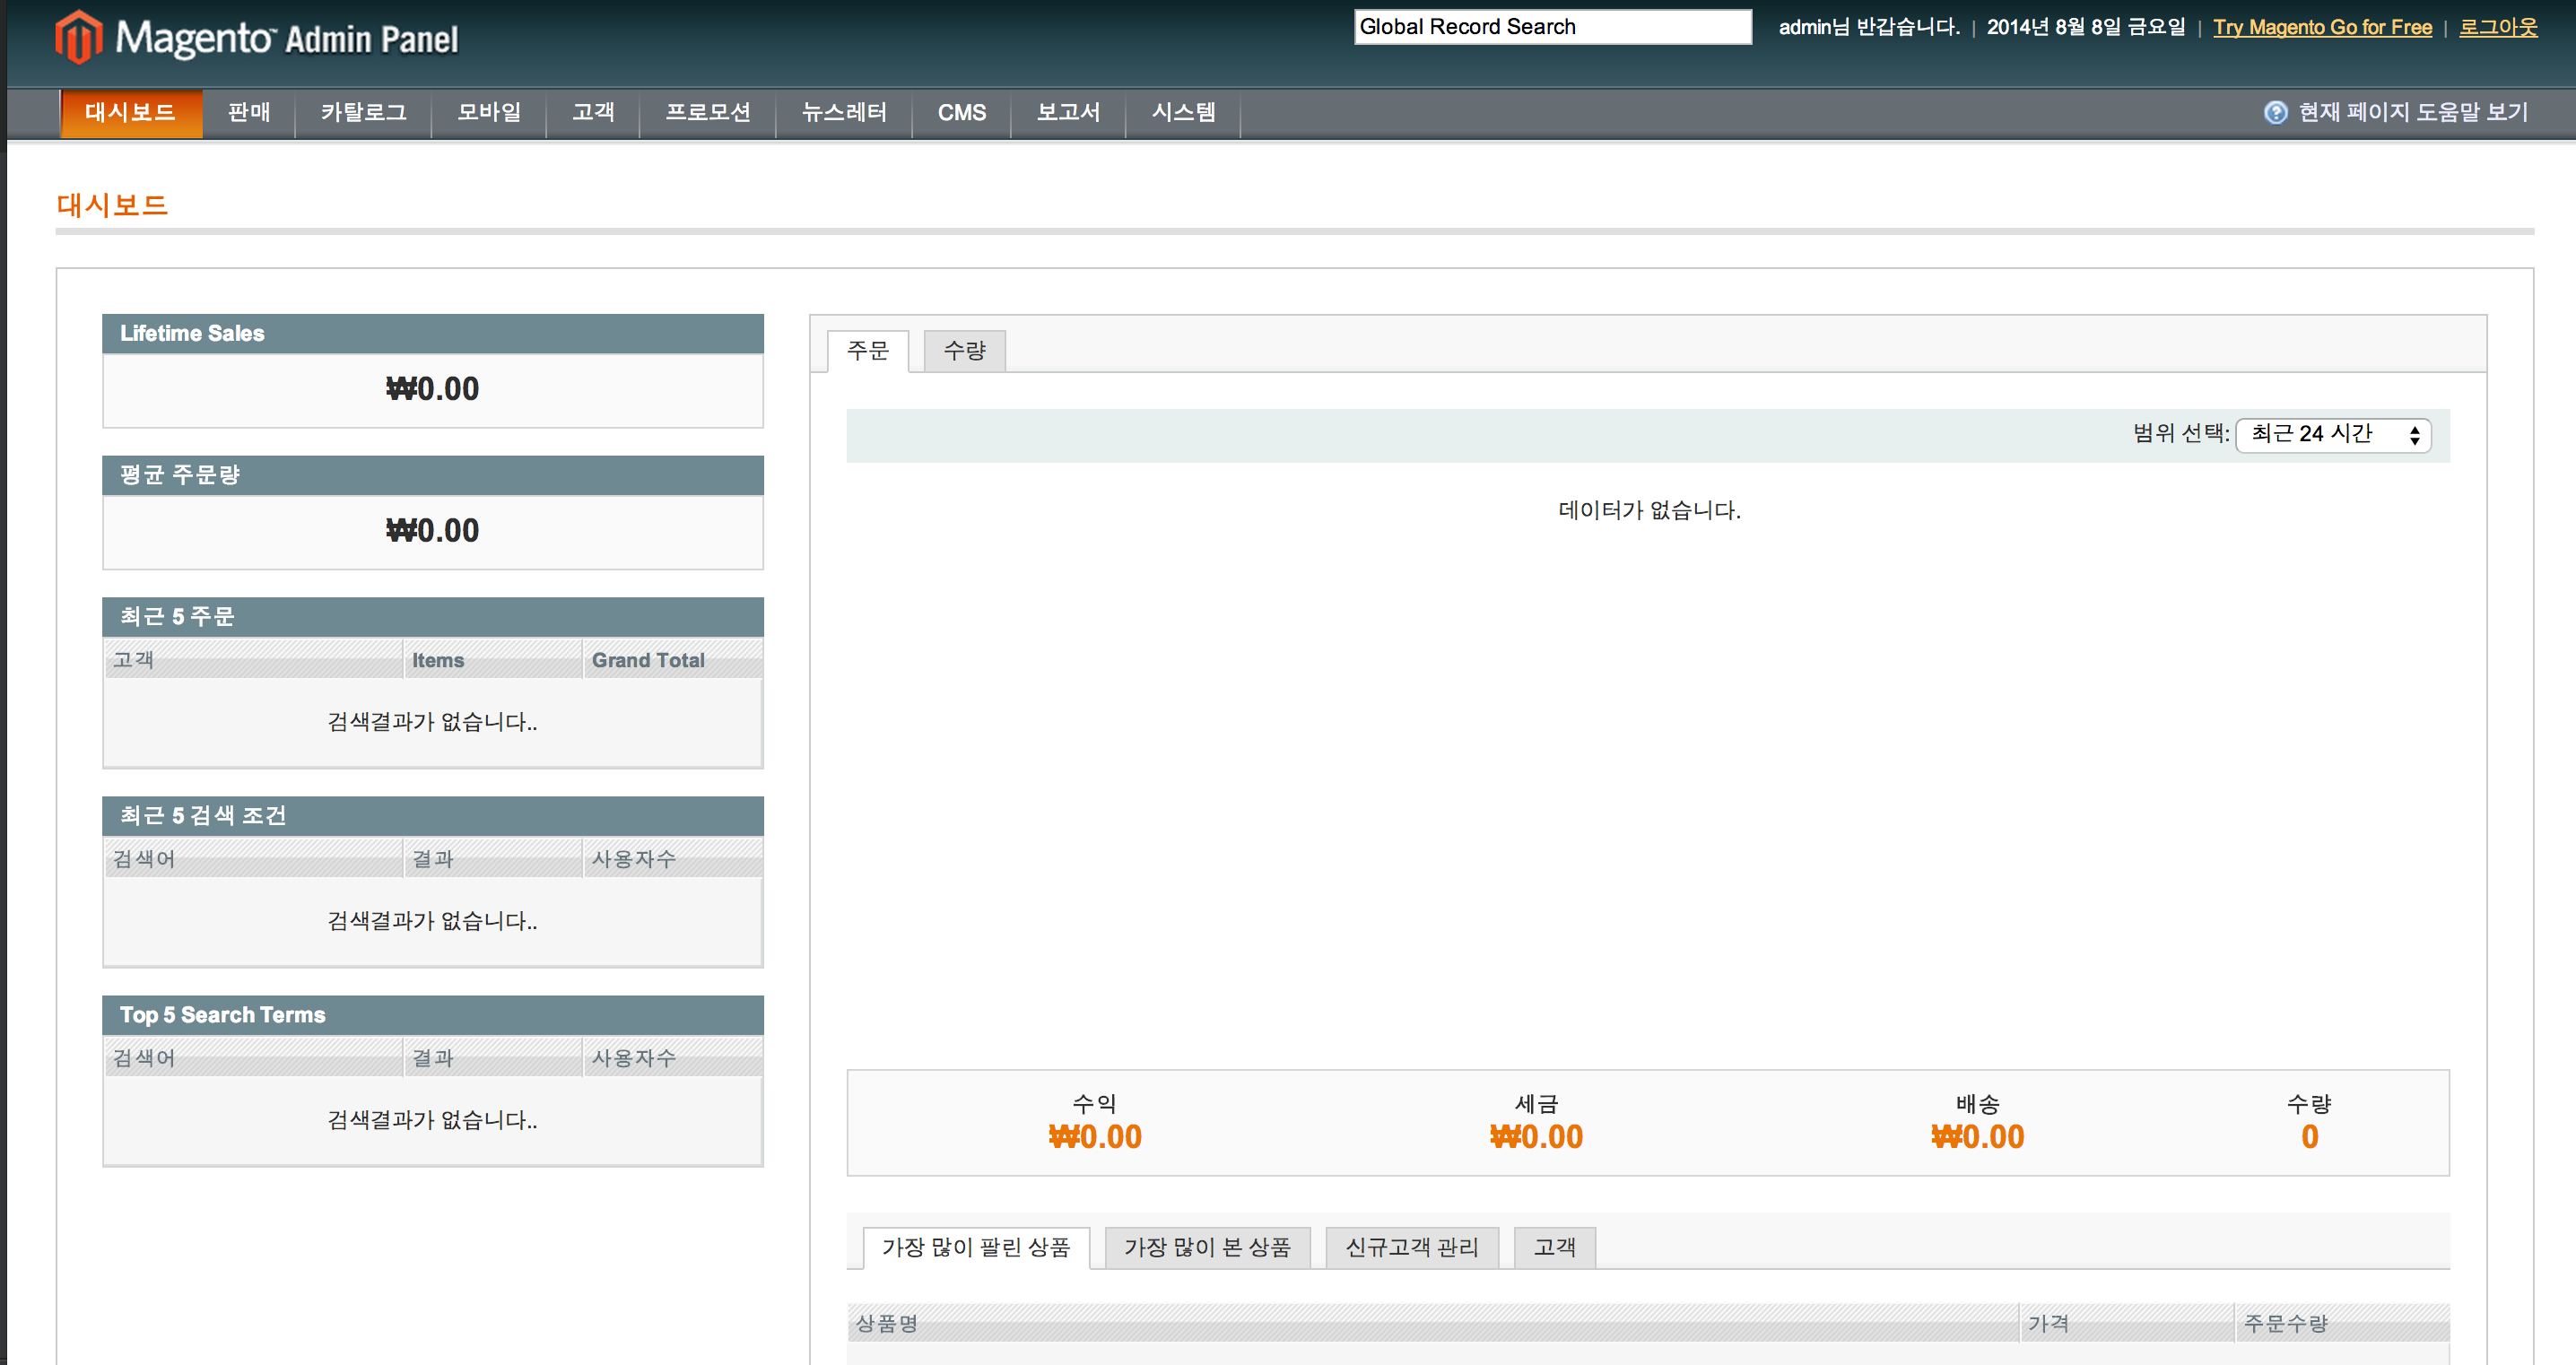 Magento™ Admin Panel
Global Record Search
admin님 반갑습니다. | 2014년 8월 8일 금요일 | Try Magento Go for Free | 로그아웃
대시보드 판매 카탈로그 모바일 고객 프로모션 뉴스레터 CMS 보고서 시스템
현재 페이지 도움말 보기
대시보드
Lifetime Sales
₩0.00
평균 주문량
₩0.00
최근 5 주문
고객 Items Grand Total
검색결과가 없습니다..
최근 5 검색 조건
검색어 결과 사용자수
검색결과가 없습니다..
Top 5 Search Terms
검색어 결과 사용자수
검색결과가 없습니다..
주문 수량
범위 선택: 최근 24 시간
데이터가 없습니다.
수익 세금 배송 수량
₩0.00 ₩0.00 ₩0.00 0
가장 많이 팔린 상품 가장 많이 본 상품 신규고객 관리 고객
상품명 가격 주문수량